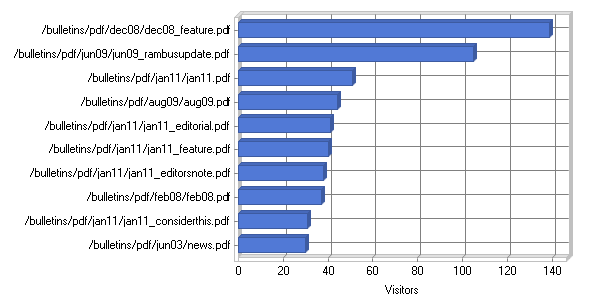 /bulletins/pdf/dec08/dec08_feature.pdf
/bulletins/pdf/jun09/jun09_rambusupdate.pdf
/bulletins/pdf/jan11/jan11.pdf
/bulletins/pdf/aug09/aug09.pdf
/bulletins/pdf/jan11/jan11_editorial.pdf
/bulletins/pdf/jan11/jan11_feature.pdf
/bulletins/pdf/jan11/jan11_editorsnote.pdf
/bulletins/pdf/feb08/feb08.pdf
/bulletins/pdf/jan11/jan11_considerthis.pdf
/bulletins/pdf/jun03/news.pdf
0 20 40 60 80 100 120 140
Visitors